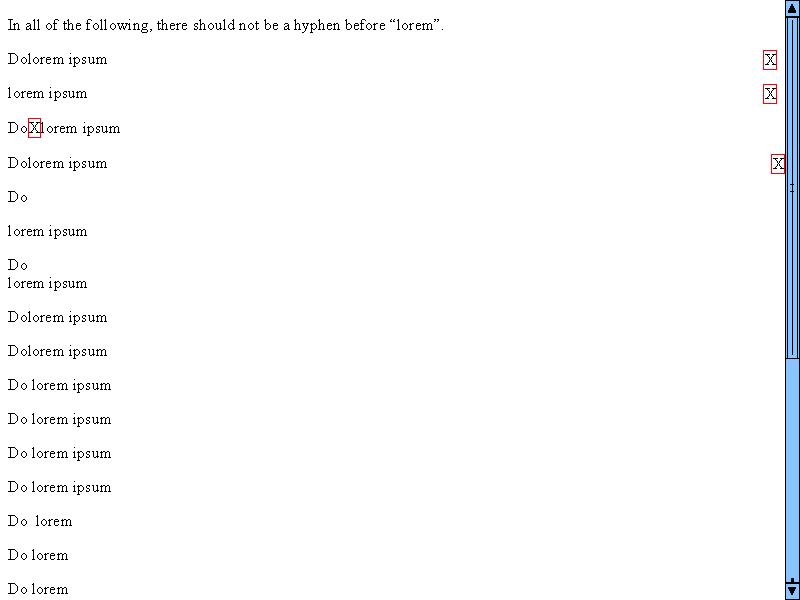 In all of the following, there should not be a hyphen before “lorem”.
Dolorem ipsum X
lorem ipsum X
DoXlorem ipsum
Dolorem ipsum X
Do
lorem ipsum
Do
lorem ipsum
Dolorem ipsum
Dolorem ipsum
Do lorem ipsum
Do lorem ipsum
Do lorem ipsum
Do lorem ipsum
Do  lorem
Do lorem
Do lorem